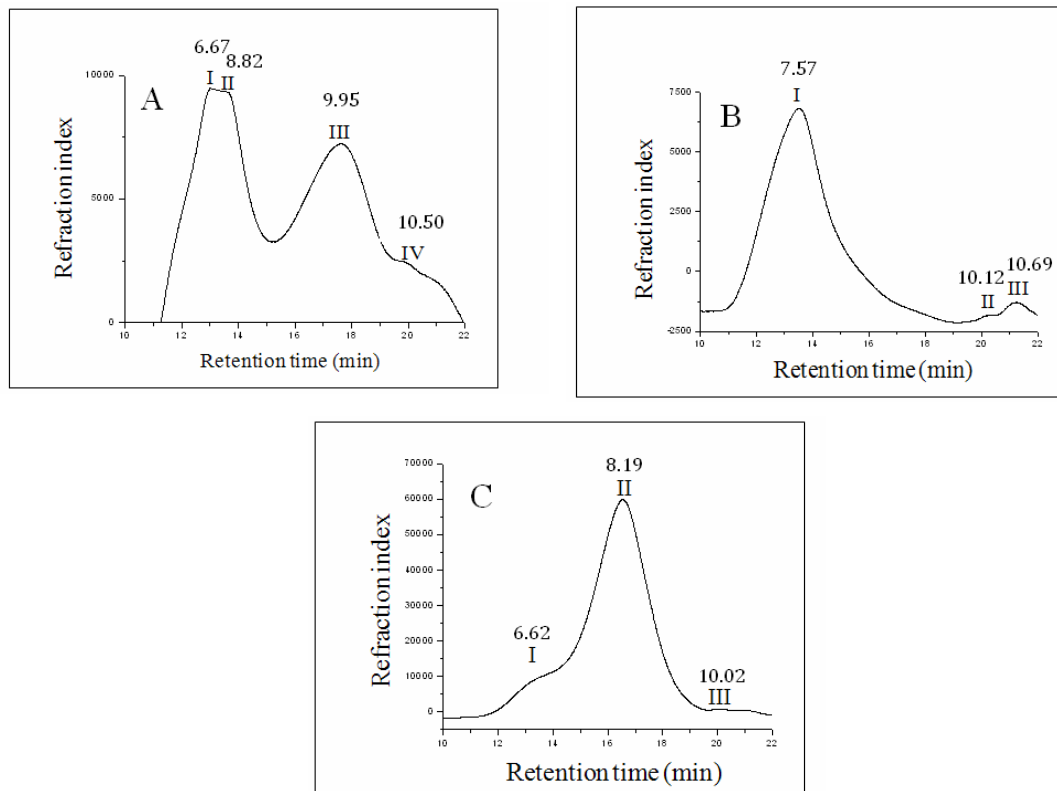 6.67
8.82
I
II
9.95
III
10.50
IV
A
10000
5000
0
10
12
14
16
18
20
22
Refraction index
Retention time (min)
7.57
I
B
10.12
10.69
II
III
7500
2500
0
-2500
10
12
14
16
18
20
22
Refraction index
Retention time (min)
8.19
II
C
6.62
I
10.02
III
70000
60000
50000
40000
30000
20000
10000
0
10
12
14
16
18
20
22
Refraction index
Retention time (min)